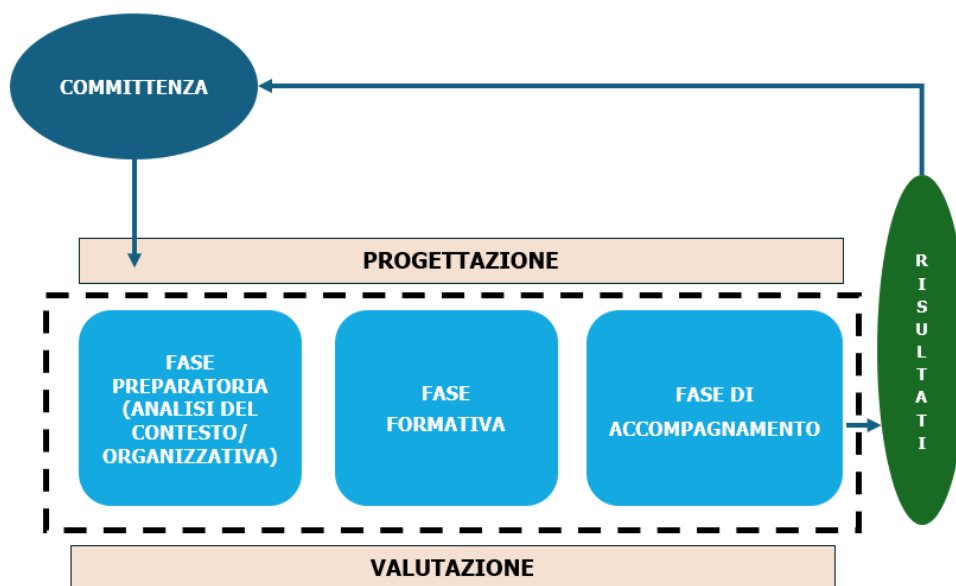 COMMITTENZA
PROGETTAZIONE
FASE
PREPARATORIA
(ANALISI DEL
CONTESTO/
ORGANIZZATIVA)
FASE
FORMATIVA
FASE DI
ACCOMPAGNAMENTO
R
I
S
U
L
T
A
T
I
VALUTAZIONE